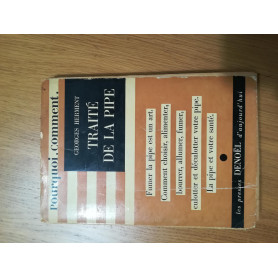 Pourquoi, comment,
GEORGES HERMENT
TRAITÉ
DE LA PIPE
Fumer la pipe est un art.
Comment choisir, alimenter,
bourrer, allumer, fumer,
culotter et déculotter votre pipe.
La pipe et votre santé.
les presses DENOËL d'aujourd'hui